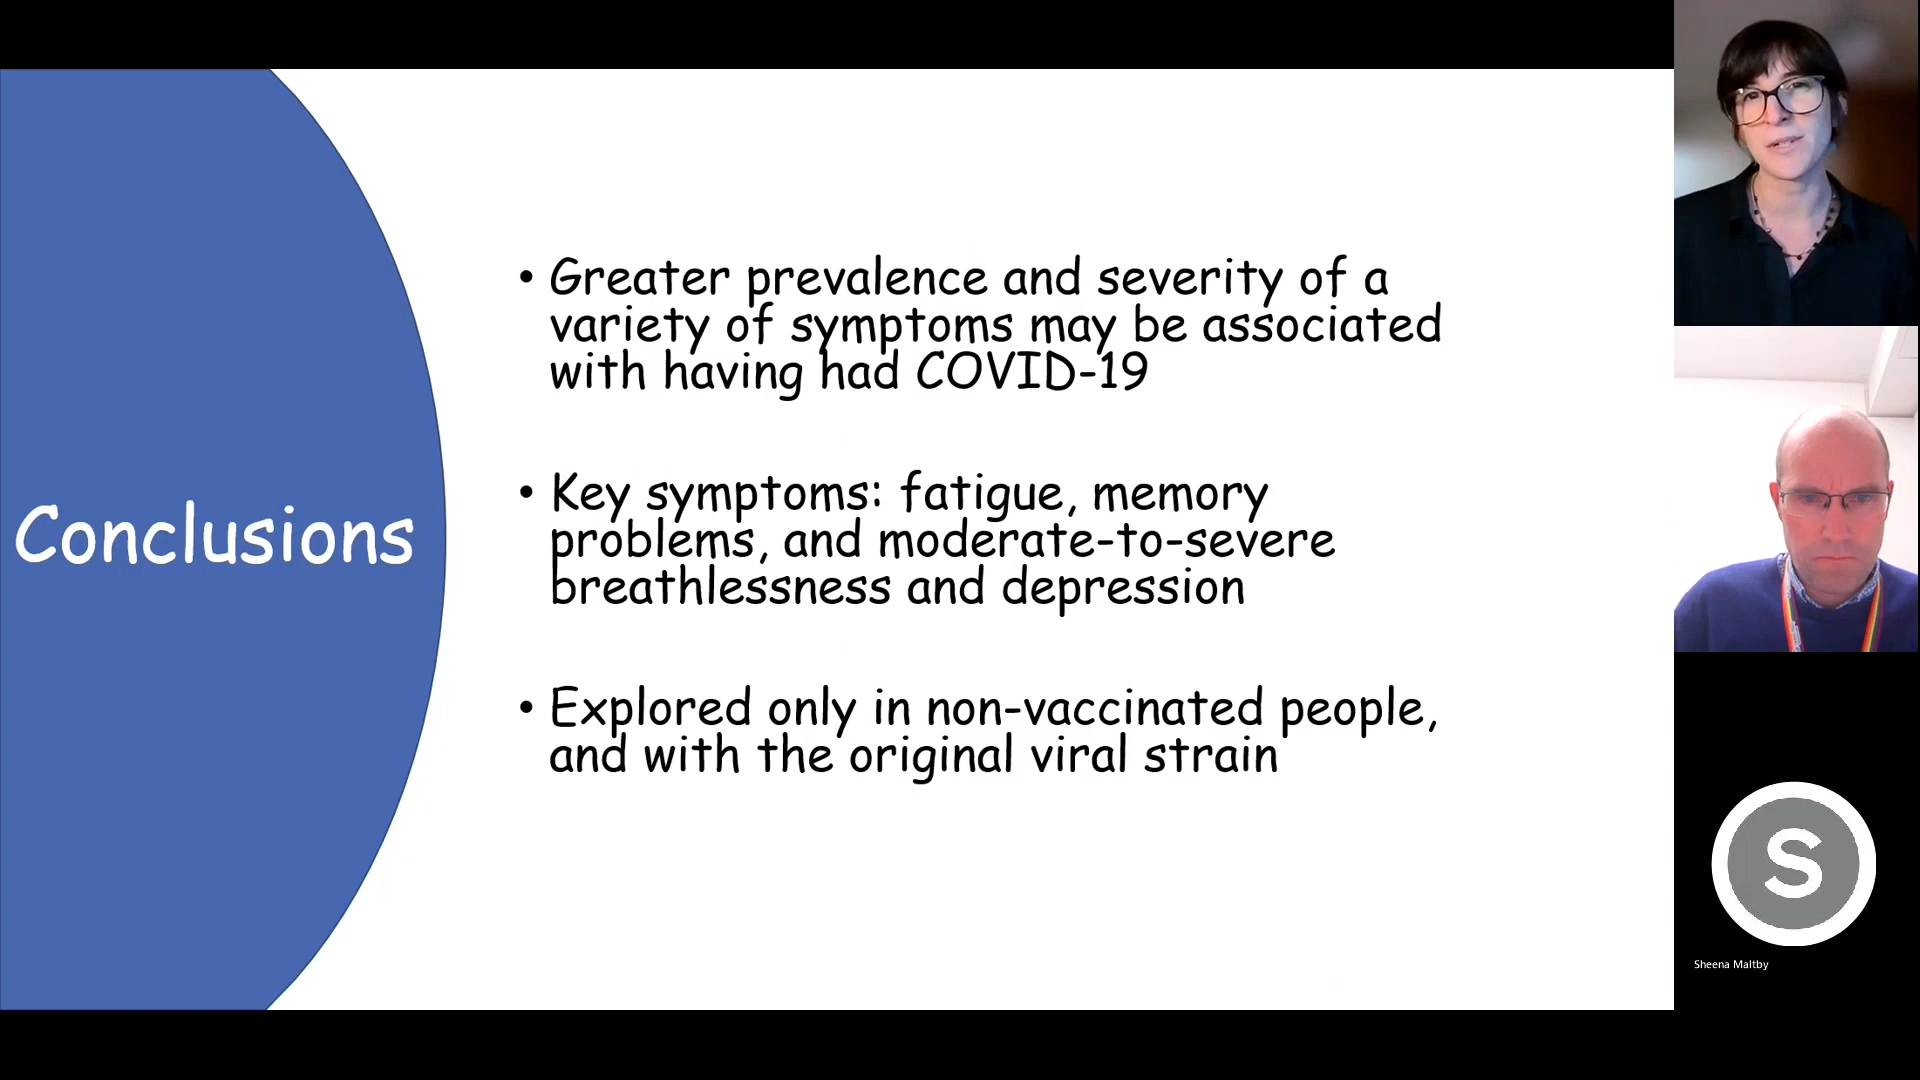 Conclusions
• Greater prevalence and severity of a
variety of symptoms may be associated
with having had COVID-19
• Key symptoms: fatigue, memory
problems, and moderate-to-severe
breathlessness and depression
• Explored only in non-vaccinated people,
and with the original viral strain
S
Sheena Maltby